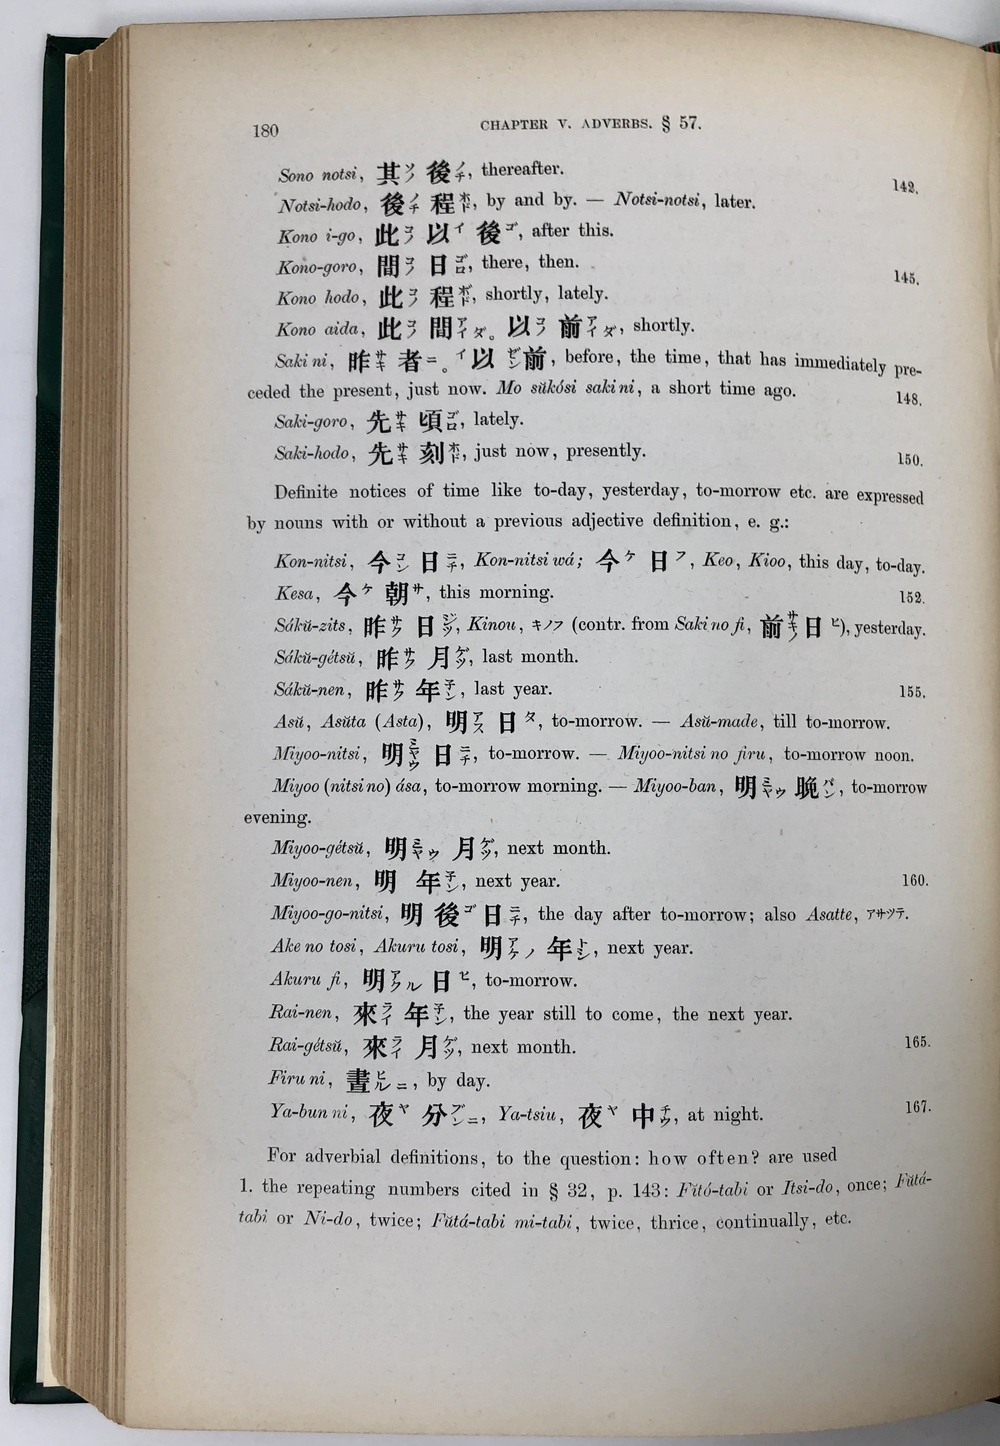 180
CHAPTER V. ADVERBS. § 57.
Sono notsi, 其ソノ 後ノチ, thereafter.
142.
Notsi-hodo, 後ノチ 程ホド, by and by. — Notsi-notsi, later.
Kono i-go, 此コノ 以イ 後ゴ, after this.
Kono-goro, 間コノ 日ゴロ, there, then.
145.
Kono hodo, 此コノ 程ホド, shortly, lately.
Kono aida, 此コノ 間アイダ。 以コノ 前アイダ, shortly.
Saki ni, 昨サキ 者ニ。 イ以 ゼン前, before, the time, that has immediately pre-
ceded the present, just now. Mo sŭkósi saki ni, a short time ago.
148.
Saki-goro, 先サキ 頃ゴロ, lately.
Saki-hodo, 先サキ 刻ホド, just now, presently.
150.
Definite notices of time like to-day, yesterday, to-morrow etc. are expressed
by nouns with or without a previous adjective definition, e. g.:
Kon-nitsi, 今コン 日ニチ, Kon-nitsi wá; 今ケ 日フ, Keo, Kioo, this day, to-day.
Kesa, 今ケ 朝サ, this morning.
152.
Sákŭ-zits, 昨サク 日ジツ, Kinou, キノフ (contr. from Saki no fi, 前サキノ日ヒ), yesterday.
Sákŭ-gétsŭ, 昨サク 月ゲツ, last month.
Sákŭ-nen, 昨サク 年子ン, last year.
155.
Asŭ, Asŭta (Asta), 明アス 日タ, to-morrow. — Asŭ-made, till to-morrow.
Miyoo-nitsi, 明ミヤウ 日ニチ, to-morrow. — Miyoo-nitsi no firu, to-morrow noon.
Miyoo (nitsi no) ása, to-morrow morning. — Miyoo-ban, 明ミヤウ 晩バン, to-morrow
evening.
Miyoo-gétsŭ, 明ミヤウ 月ゲツ, next month.
Miyoo-nen, 明 年子ン, next year.
160.
Miyoo-go-nitsi, 明 後ゴ 日ニチ, the day after to-morrow; also Asatte, アサツテ.
Ake no tosi, Akuru tosi, 明アケノ 年トシ, next year.
Akuru fi, 明アクル 日ヒ, to-morrow.
Rai-nen, 來ライ 年子ン, the year still to come, the next year.
Rai-gétsŭ, 來ライ 月ゲツ, next month.
165.
Firu ni, 晝ヒルニ, by day.
Ya-bun ni, 夜ヤ 分ブンニ, Ya-tsiu, 夜ヤ 中チウ, at night.
167.
For adverbial definitions, to the question: how often? are used
1. the repeating numbers cited in § 32, p. 143: Fĭtó-tabi or Itsi-do, once; Fŭtá-
tabi or Ni-do, twice; Fŭtá-tabi mi-tabi, twice, thrice, continually, etc.